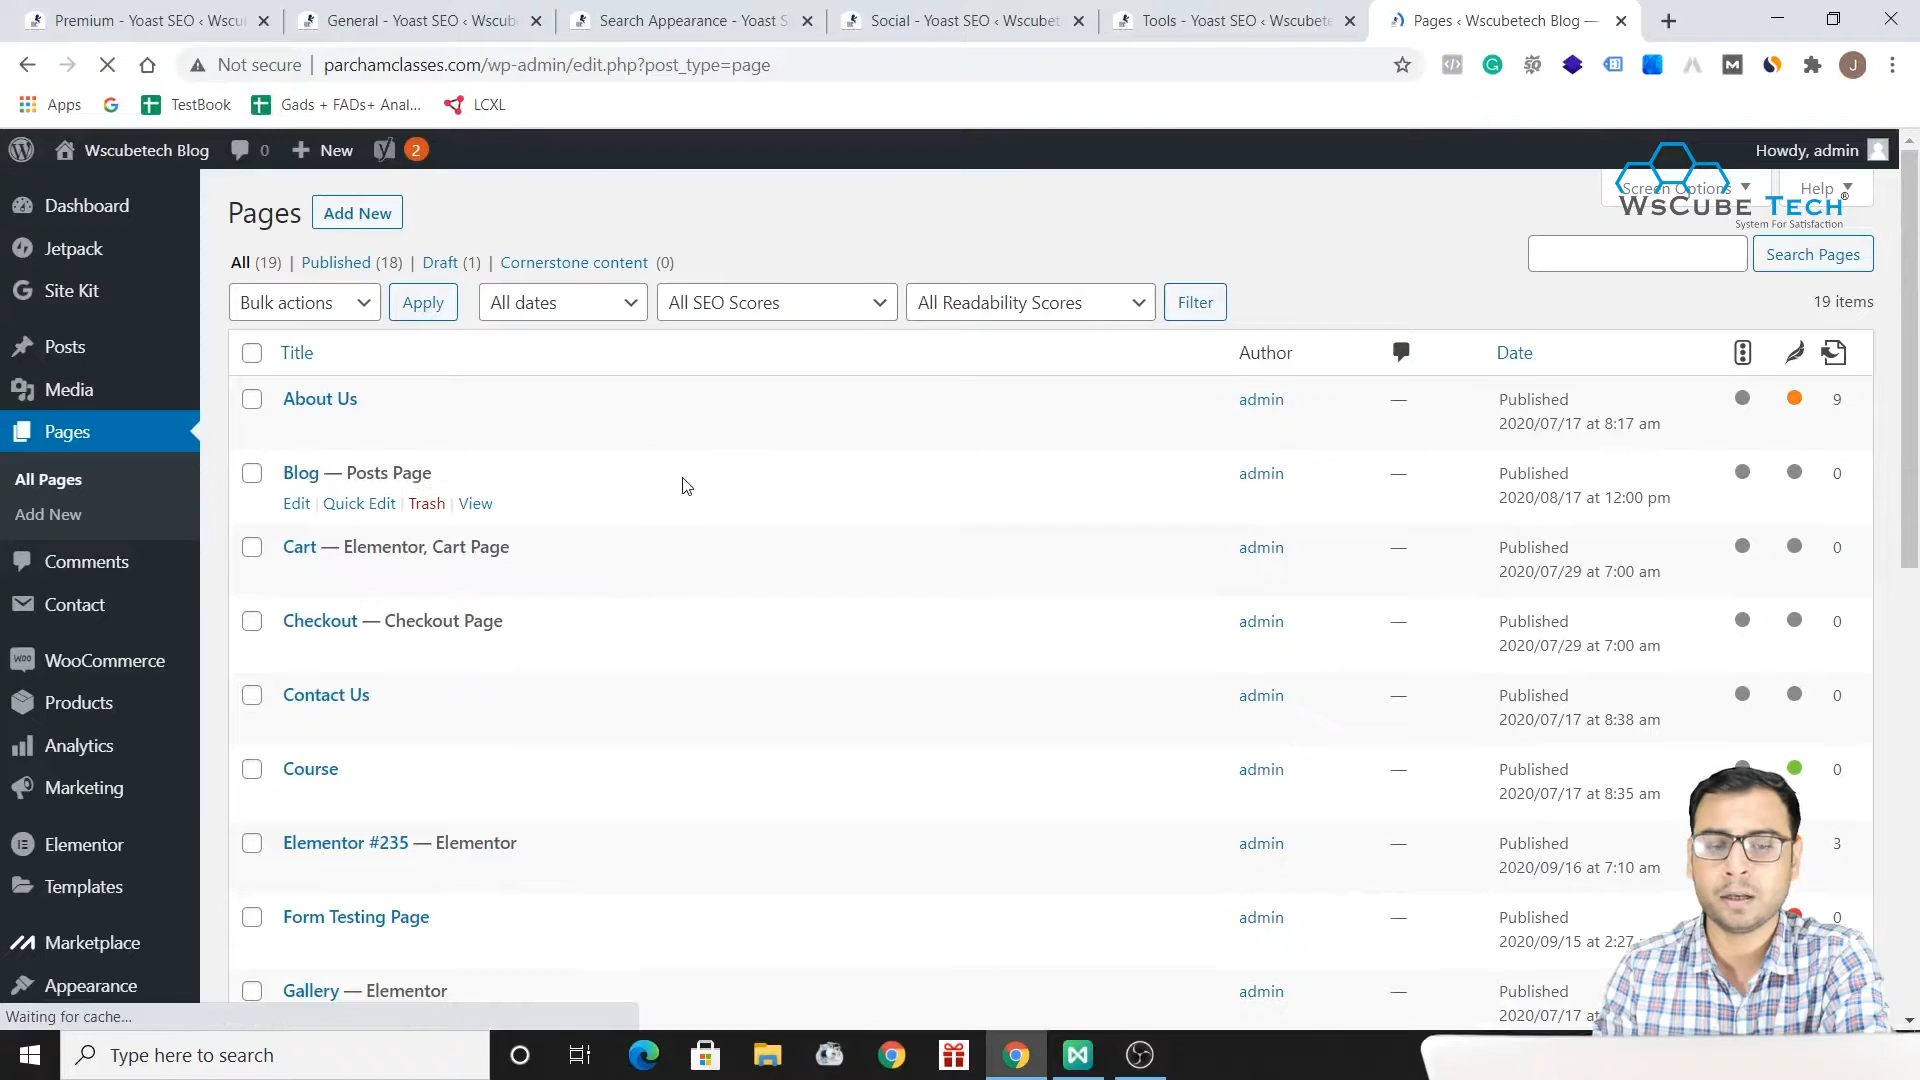 Premium - Yoast SEO ‹ Wscu
General - Yoast SEO ‹ Wscub
Search Appearance - Yoast S
Social - Yoast SEO ‹ Wscubet
Tools - Yoast SEO ‹ Wscubete
Pages ‹ Wscubetech Blog —
Not secure
parchamclasses.com/wp-admin/edit.php?post_type=page
Apps
TestBook
Gads + FADs+ Anal...
LCXL
Wscubetech Blog
0
New
2
Howdy, admin
Screen Options
Help
WSCUBE TECH®
System For Satisfaction
Dashboard
Jetpack
Site Kit
Posts
Media
Pages
All Pages
Add New
Comments
Contact
WooCommerce
Products
Analytics
Marketing
Elementor
Templates
Marketplace
Appearance
Pages
Add New
All (19) | Published (18) | Draft (1) | Cornerstone content (0)
Search Pages
Bulk actions
Apply
All dates
All SEO Scores
All Readability Scores
Filter
19 items
Title
Author
Date
About Us
admin
—
Published
2020/07/17 at 8:17 am
9
Blog — Posts Page
Edit | Quick Edit | Trash | View
admin
—
Published
2020/08/17 at 12:00 pm
0
Cart — Elementor, Cart Page
admin
—
Published
2020/07/29 at 7:00 am
0
Checkout — Checkout Page
admin
—
Published
2020/07/29 at 7:00 am
0
Contact Us
admin
—
Published
2020/07/17 at 8:38 am
0
Course
admin
—
Published
2020/07/17 at 8:35 am
0
Elementor #235 — Elementor
admin
—
Published
2020/09/16 at 7:10 am
3
Form Testing Page
admin
—
Published
2020/09/15 at 2:27
0
Gallery — Elementor
admin
—
Published
2020/07/17 at
Waiting for cache...
Type here to search